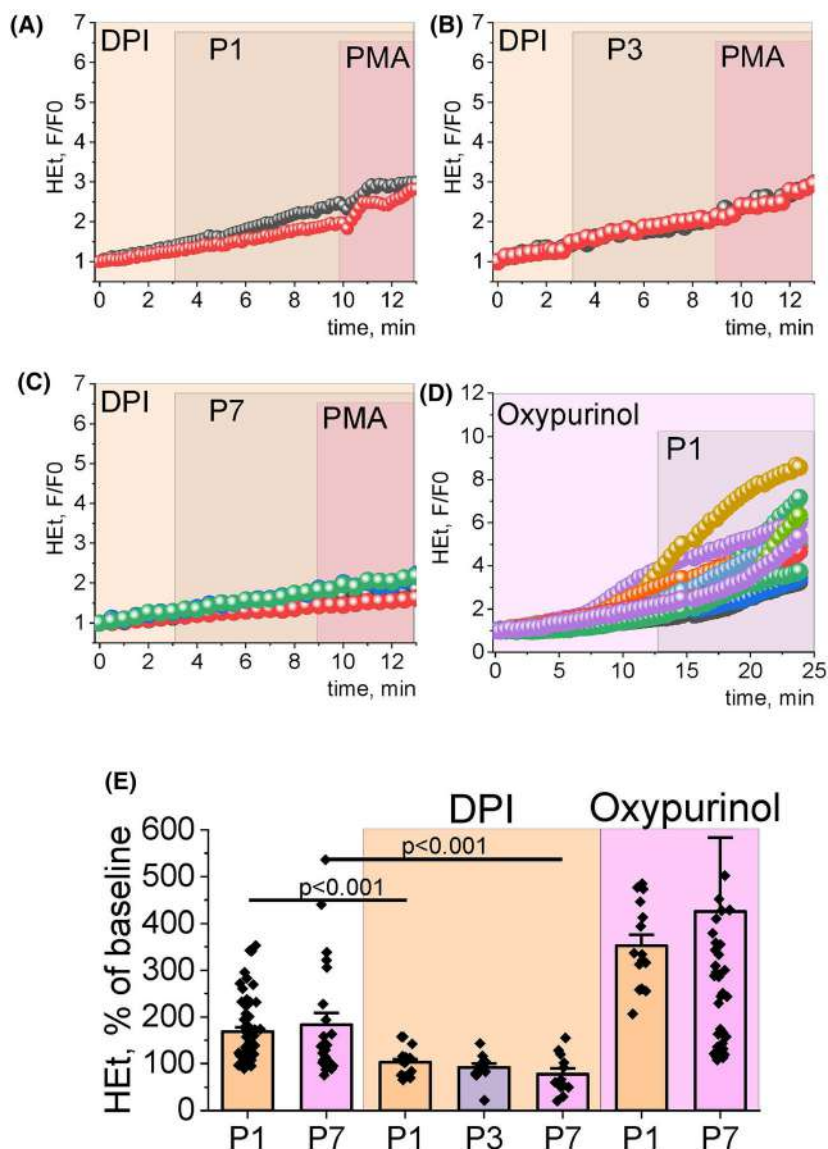 (A)
7
6
5
4
3
2
1
HEt, F/F0
DPI
P1
PMA
0 2 4 6 8 10 12
time, min
(B)
7
6
5
4
3
2
1
HEt, F/F0
DPI
P3
PMA
0 2 4 6 8 10 12
time, min
(C)
7
6
5
4
3
2
1
HEt, F/F0
DPI
P7
PMA
0 2 4 6 8 10 12
time, min
(D)
12
10
8
6
4
2
0
HEt, F/F0
Oxypurinol
P1
0 5 10 15 20 25
time, min
(E)
DPI Oxypurinol
600
500
400
300
200
100
0
HEt, % of baseline
p<0.001
p<0.001
P1 P7 P1 P3 P7 P1 P7